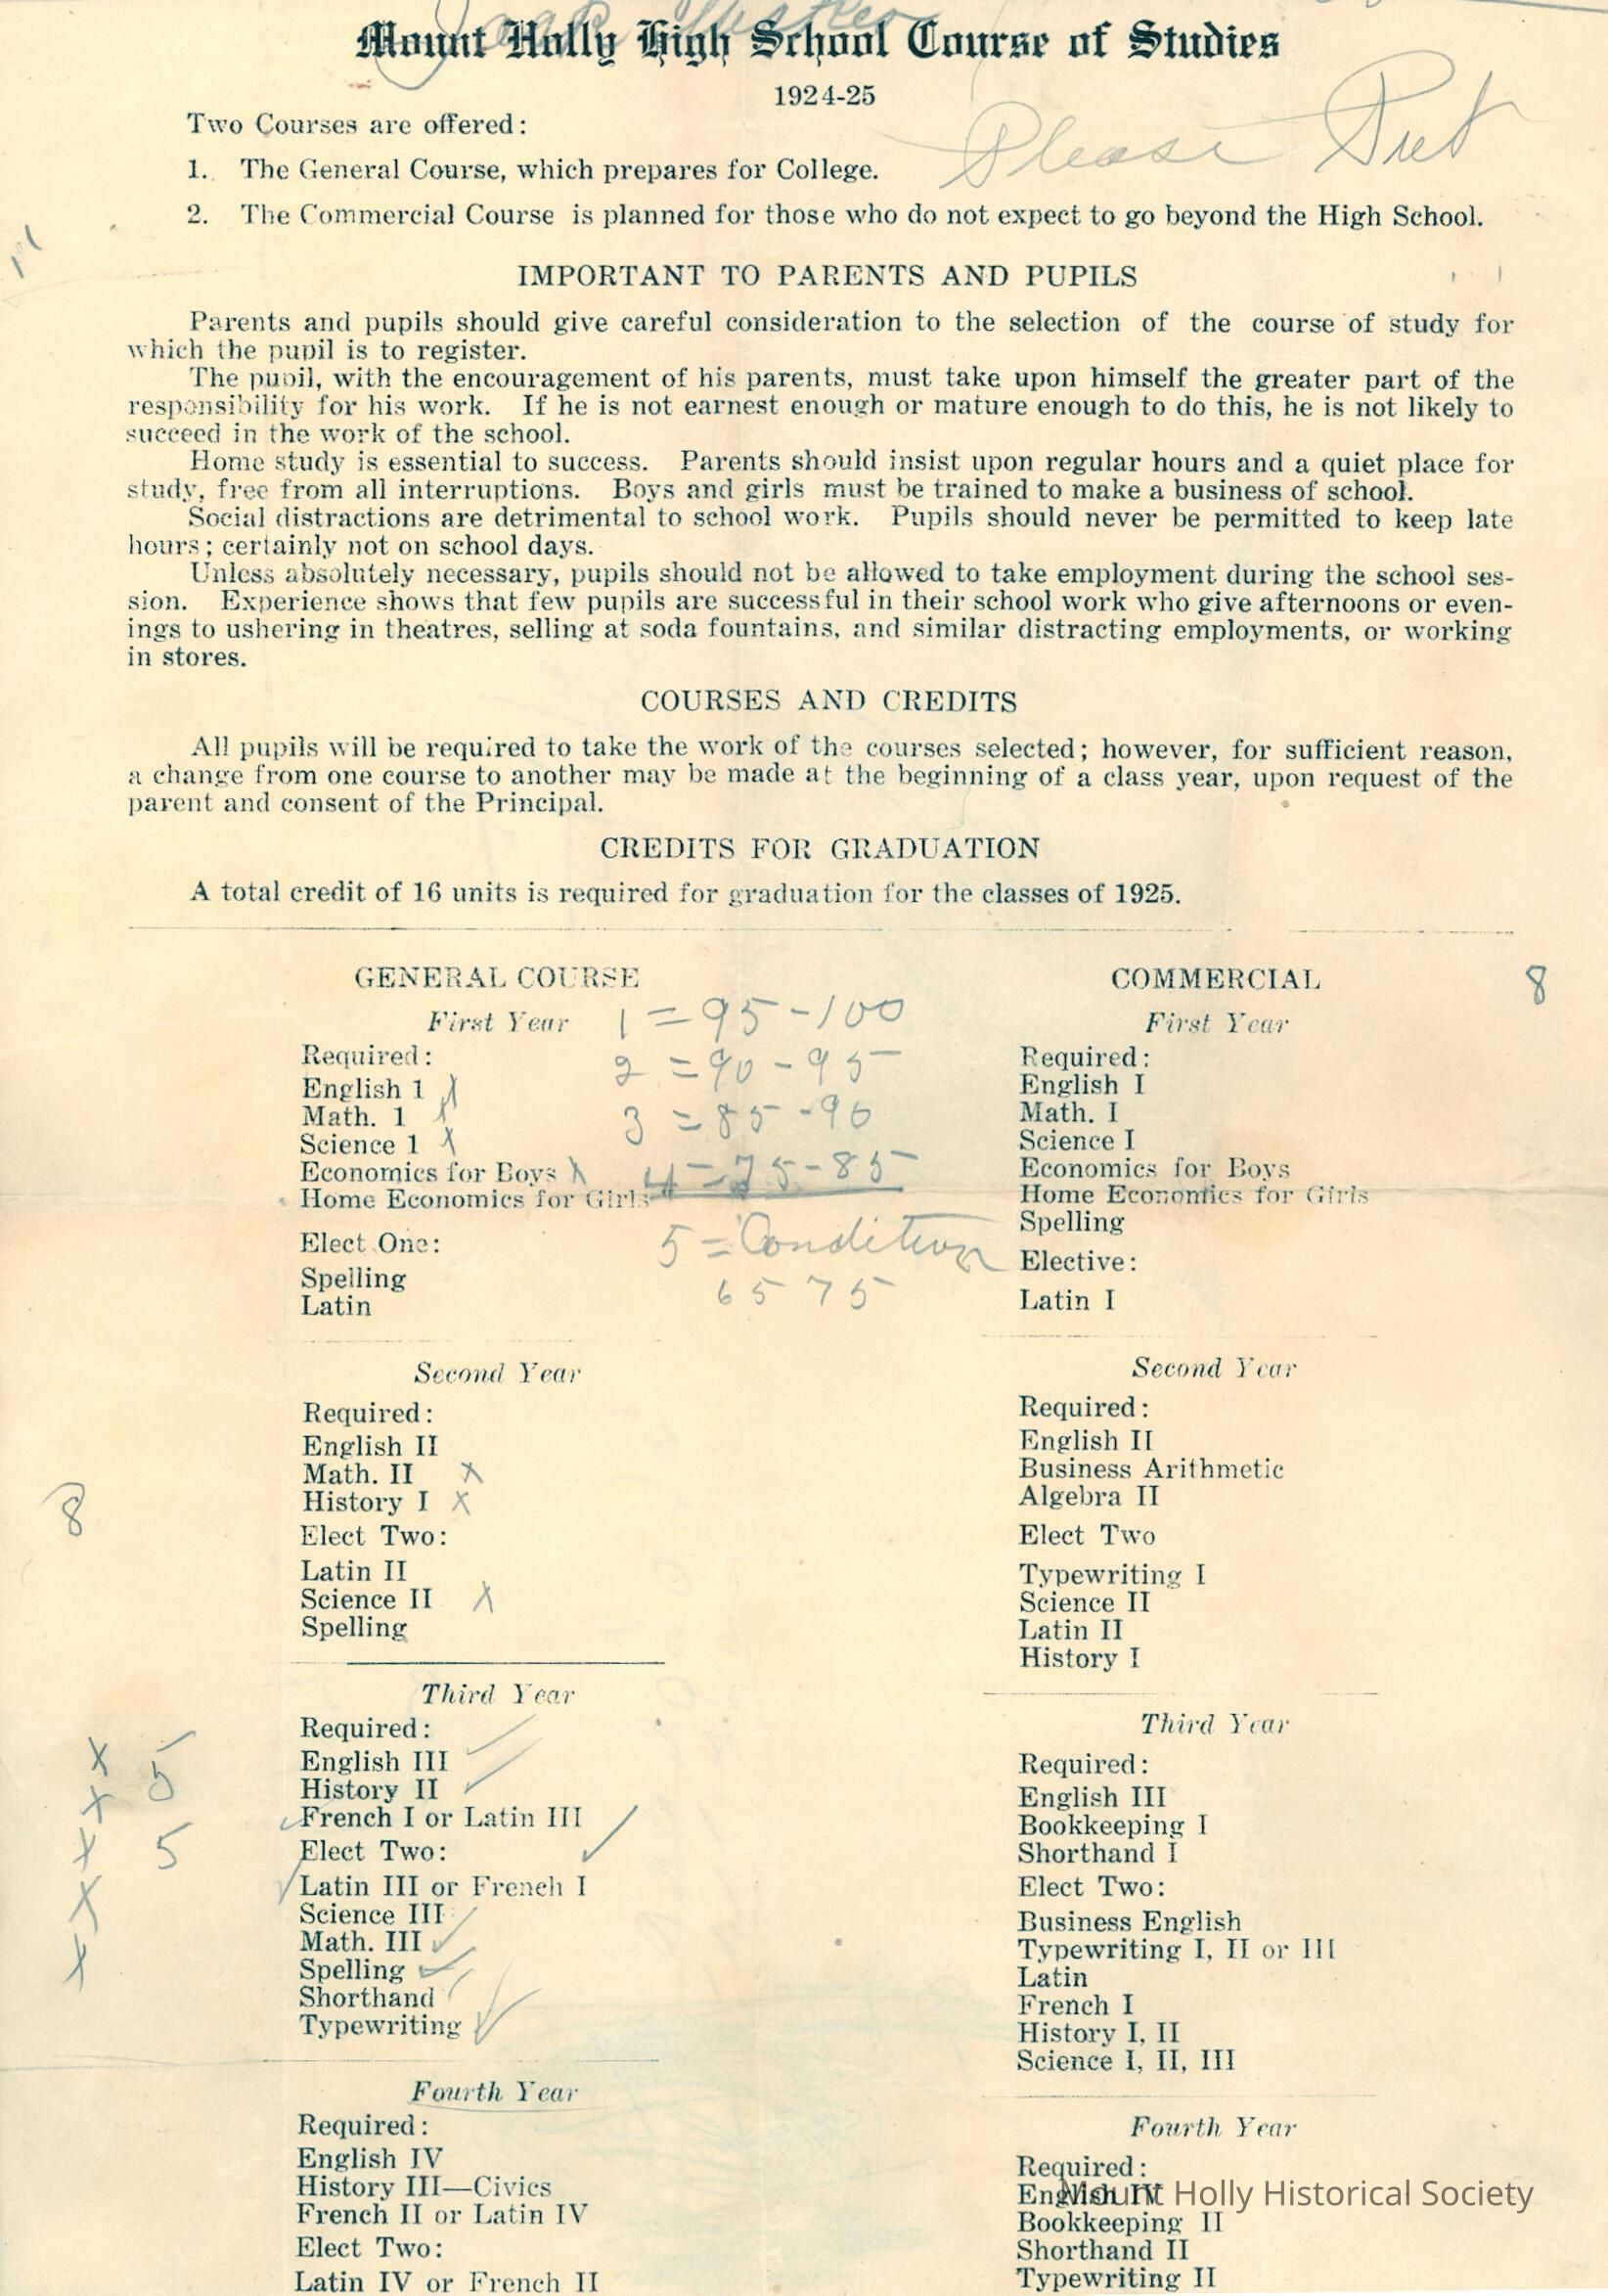 Mount Holly High School Course of Studies
1924-25
Please Put
Two Courses are offered:
1. The General Course, which prepares for College.
2. The Commercial Course is planned for those who do not expect to go beyond the High School.
IMPORTANT TO PARENTS AND PUPILS
Parents and pupils should give careful consideration to the selection of the course of study for
which the pupil is to register.
The pupil, with the encouragement of his parents, must take upon himself the greater part of the
responsibility for his work. If he is not earnest enough or mature enough to do this, he is not likely to
succeed in the work of the school.
Home study is essential to success. Parents should insist upon regular hours and a quiet place for
study, free from all interruptions. Boys and girls must be trained to make a business of school.
Social distractions are detrimental to school work. Pupils should never be permitted to keep late
hours; certainly not on school days.
Unless absolutely necessary, pupils should not be allowed to take employment during the school ses-
sion. Experience shows that few pupils are successful in their school work who give afternoons or even-
ings to ushering in theatres, selling at soda fountains, and similar distracting employments, or working
in stores.
COURSES AND CREDITS
All pupils will be required to take the work of the courses selected; however, for sufficient reason,
a change from one course to another may be made at the beginning of a class year, upon request of the
parent and consent of the Principal.
CREDITS FOR GRADUATION
A total credit of 16 units is required for graduation for the classes of 1925.
GENERAL COURSE
First Year
Required:
English 1 X
Math. 1 X
Science 1 X
Economics for Boys X
Home Economics for Girls
Elect One:
Spelling
Latin
1 = 95-100
2 = 90-95
3 = 85-90
4 = 75-85
5 = Condition
65 75
Second Year
Required:
English II
Math. II X
History I X
8
Elect Two:
Latin II
Science II X
Spelling
Third Year
Required:
English III
History II
French I or Latin III
Elect Two:
Latin III or French I
Science III
Math. III
Spelling
Shorthand
Typewriting
X 5
X
X 5
X
X
Fourth Year
Required:
English IV
History III—Civics
French II or Latin IV
Elect Two:
Latin IV or French II
COMMERCIAL 8
First Year
Required:
English I
Math. I
Science I
Economics for Boys
Home Economics for Girls
Spelling
Elective:
Latin I
Second Year
Required:
English II
Business Arithmetic
Algebra II
Elect Two
Typewriting I
Science II
Latin II
History I
Third Year
Required:
English III
Bookkeeping I
Shorthand I
Elect Two:
Business English
Typewriting I, II or III
Latin
French I
History I, II
Science I, II, III
Fourth Year
Required:
English IV
Bookkeeping II
Shorthand II
Typewriting II
Mount Holly Historical Society